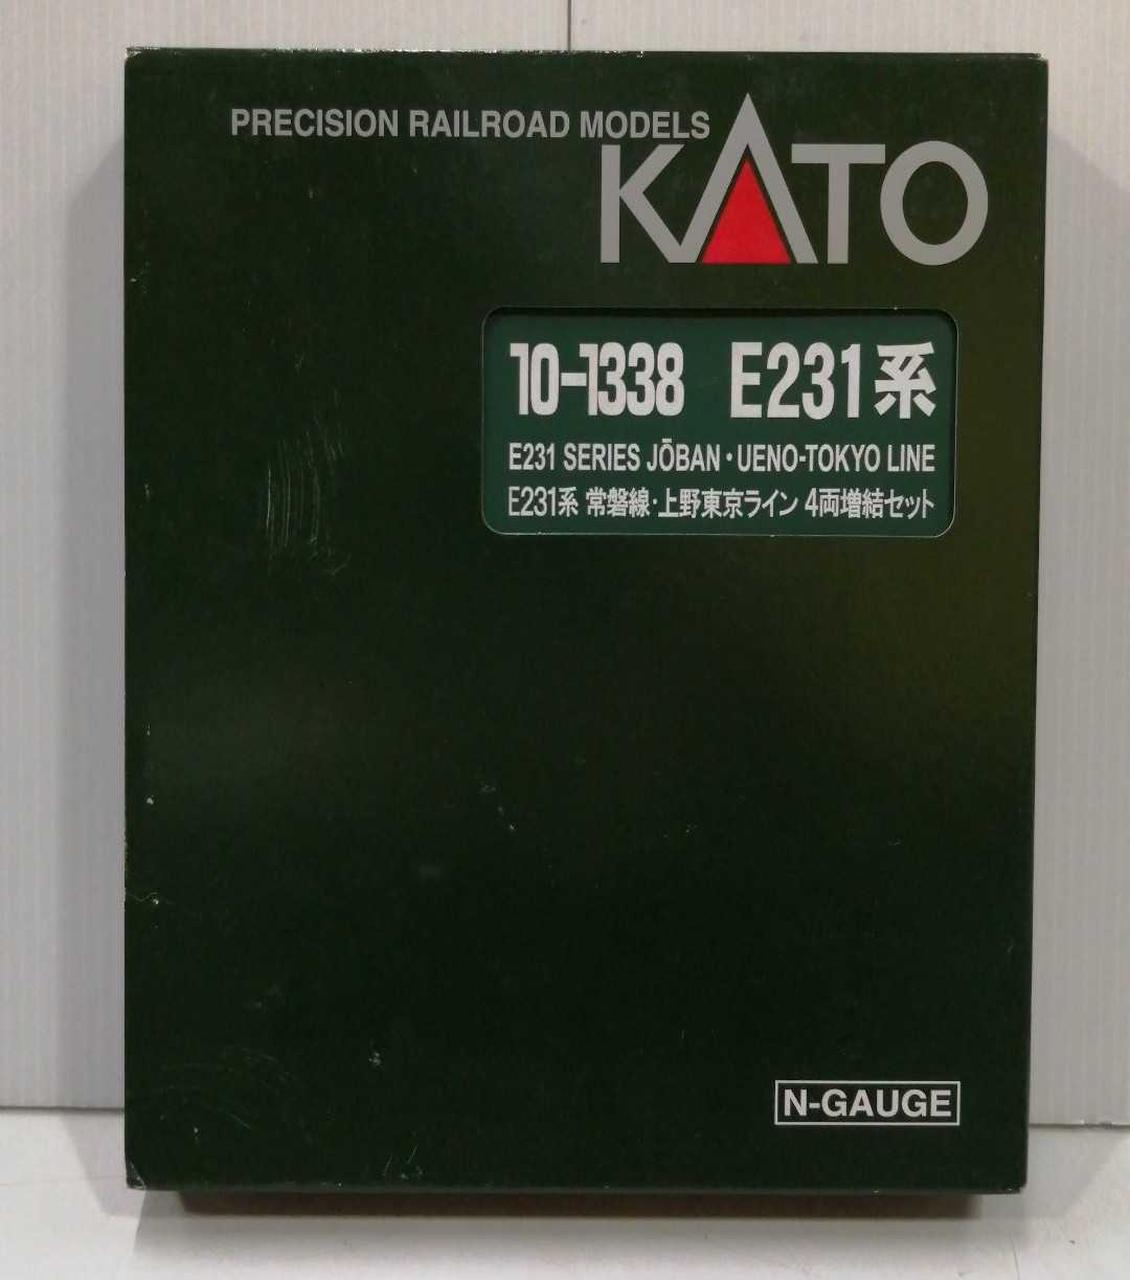 PRECISION RAILROAD MODELS
KATO
10-1338 E231系
E231 SERIES JŌBAN・UENO-TOKYO LINE
E231系 常磐線・上野東京ライン 4両増結セット
N-GAUGE